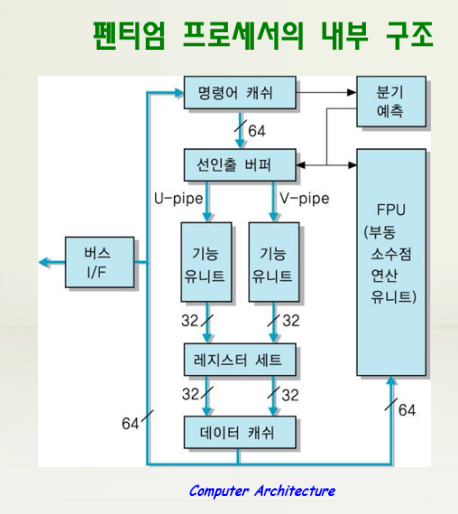 펜티엄 프로세서의 내부 구조
명령어 캐쉬
분기
예측
64
선인출 버퍼
U-pipe
V-pipe
버스
I/F
기능
유니트
기능
유니트
FPU
(부동
소수점
연산
유니트)
32
32
레지스터 세트
32
32
64
64
데이터 캐쉬
Computer Architecture